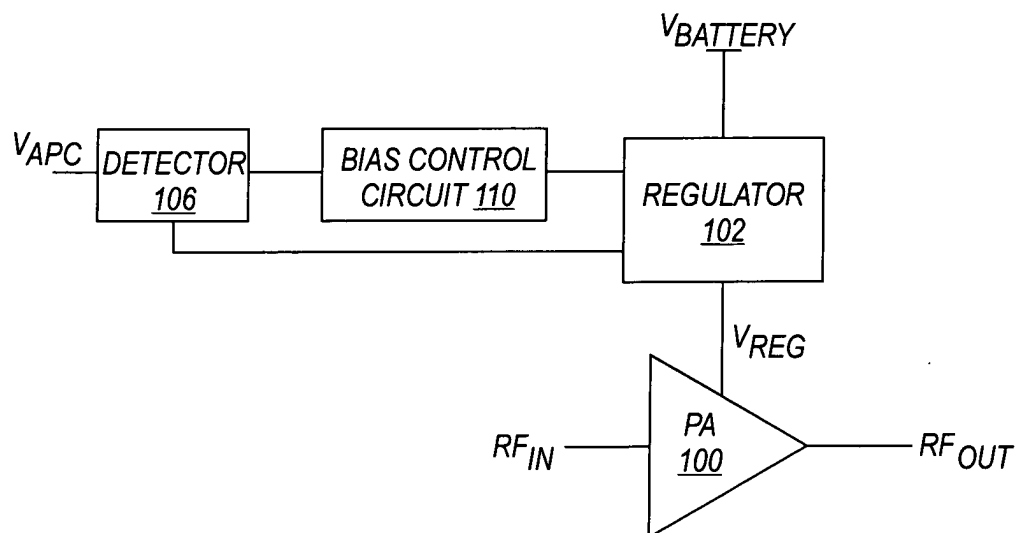 VBATTERY
VAPC
DETECTOR
106
BIAS CONTROL
CIRCUIT 110
REGULATOR
102
VREG
RFIN
PA
100
RFOUT